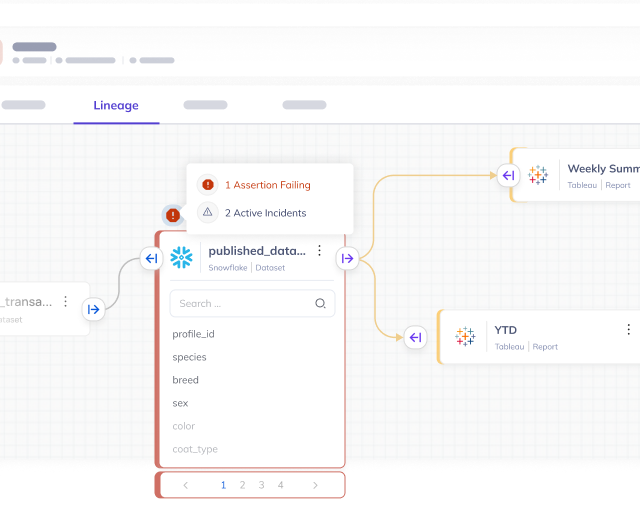 Lineage
1 Assertion Failing
2 Active Incidents
Weekly Summ
Tableau | Report
published_data...
Snowflake | Dataset
_transa...
ataset
Search ...
profile_id
species
breed
sex
color
coat_type
YTD
Tableau | Report
< 1 2 3 4 >